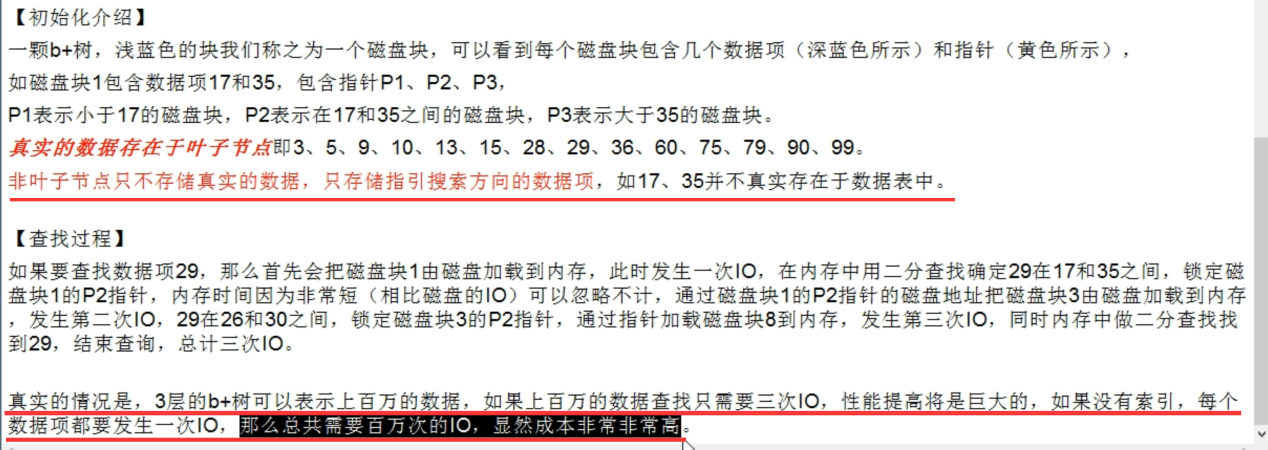 【初始化介绍】
一颗b+树，浅蓝色的块我们称之为一个磁盘块，可以看到每个磁盘块包含几个数据项（深蓝色所示）和指针（黄色所示），
如磁盘块1包含数据项17和35，包含指针P1、P2、P3，
P1表示小于17的磁盘块，P2表示在17和35之间的磁盘块，P3表示大于35的磁盘块。
真实的数据存在于叶子节点即3、5、9、10、13、15、28、29、36、60、75、79、90、99。
非叶子节点只不存储真实的数据，只存储指引搜索方向的数据项，如17、35并不真实存在于数据表中。
【查找过程】
如果要查找数据项29，那么首先会把磁盘块1由磁盘加载到内存，此时发生一次IO，在内存中用二分查找确定29在17和35之间，锁定磁
盘块1的P2指针，内存时间因为非常短（相比磁盘的IO）可以忽略不计，通过磁盘块1的P2指针的磁盘地址把磁盘块3由磁盘加载到内存
，发生第二次IO，29在26和30之间，锁定磁盘块3的P2指针，通过指针加载磁盘块8到内存，发生第三次IO，同时内存中做二分查找找
到29，结束查询，总计三次IO。
真实的情况是，3层的b+树可以表示上百万的数据，如果上百万的数据查找只需要三次IO，性能提高将是巨大的，如果没有索引，每个
数据项都要发生一次IO，那么总共需要百万次的IO，显然成本非常非常高。